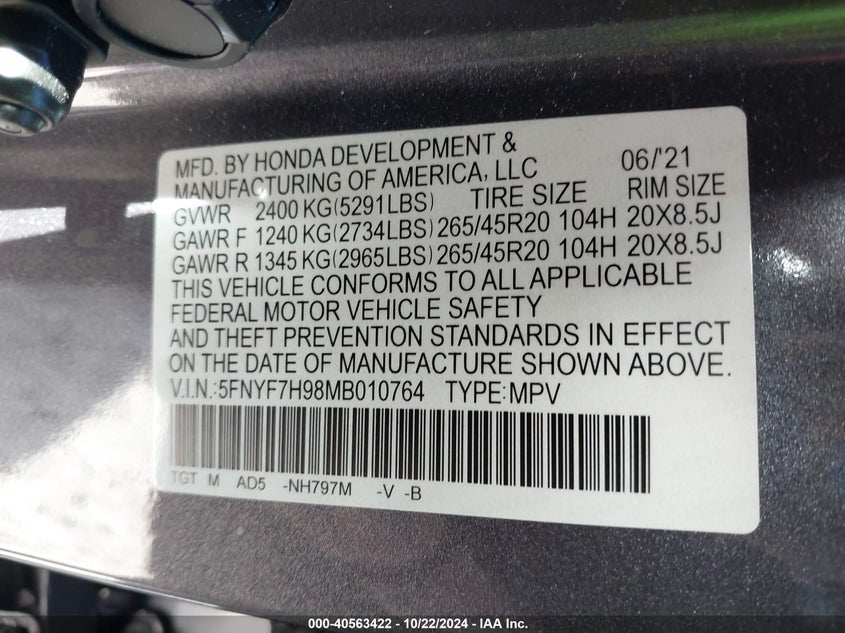 MFD. BY HONDA DEVELOPMENT & 06/'21
MANUFACTURING OF AMERICA, LLC
GVWR 2400 KG(5291LBS) TIRE SIZE RIM SIZE
GAWR F 1240 KG(2734LBS) 265/45R20 104H 20X8.5J
GAWR R 1345 KG(2965LBS) 265/45R20 104H 20X8.5J
THIS VEHICLE CONFORMS TO ALL APPLICABLE
FEDERAL MOTOR VEHICLE SAFETY
AND THEFT PREVENTION STANDARDS IN EFFECT
ON THE DATE OF MANUFACTURE SHOWN ABOVE.
V.I.N.:5FNYF7H98MB010764 TYPE:MPV
TGT M AD5 -NH797M -V -B
000-40563422 - 10/22/2024 - IAA Inc.